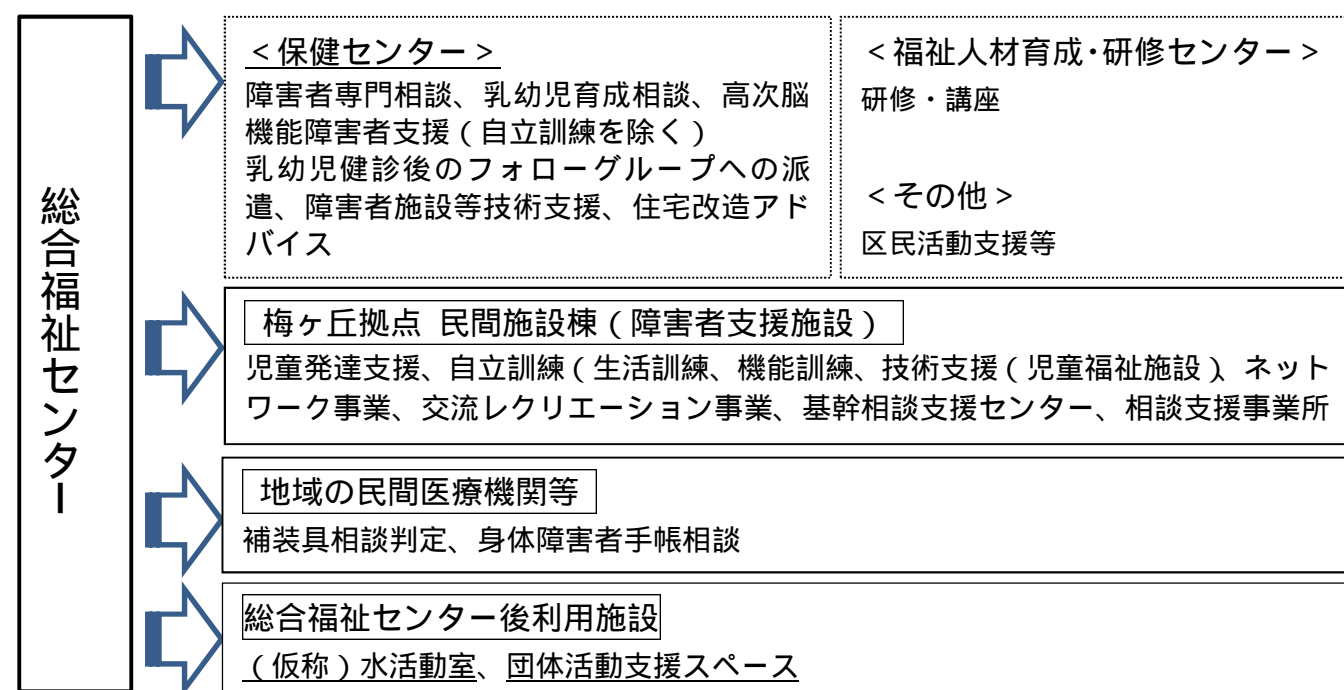 総合福祉センター
＜保健センター＞
障害者専門相談、乳幼児育成相談、高次脳
機能障害者支援（自立訓練を除く）
乳幼児健診後のフォローグループへの派
遣、障害者施設等技術支援、住宅改造アド
バイス
＜福祉人材育成・研修センター＞
研修・講座
＜その他＞
区民活動支援等
梅ヶ丘拠点 民間施設棟（障害者支援施設）
児童発達支援、自立訓練（生活訓練、機能訓練、技術支援（児童福祉施設）、ネット
ワーク事業、交流レクリエーション事業、基幹相談支援センター、相談支援事業所
地域の民間医療機関等
補装具相談判定、身体障害者手帳相談
総合福祉センター後利用施設
（仮称）水活動室、団体活動支援スペース